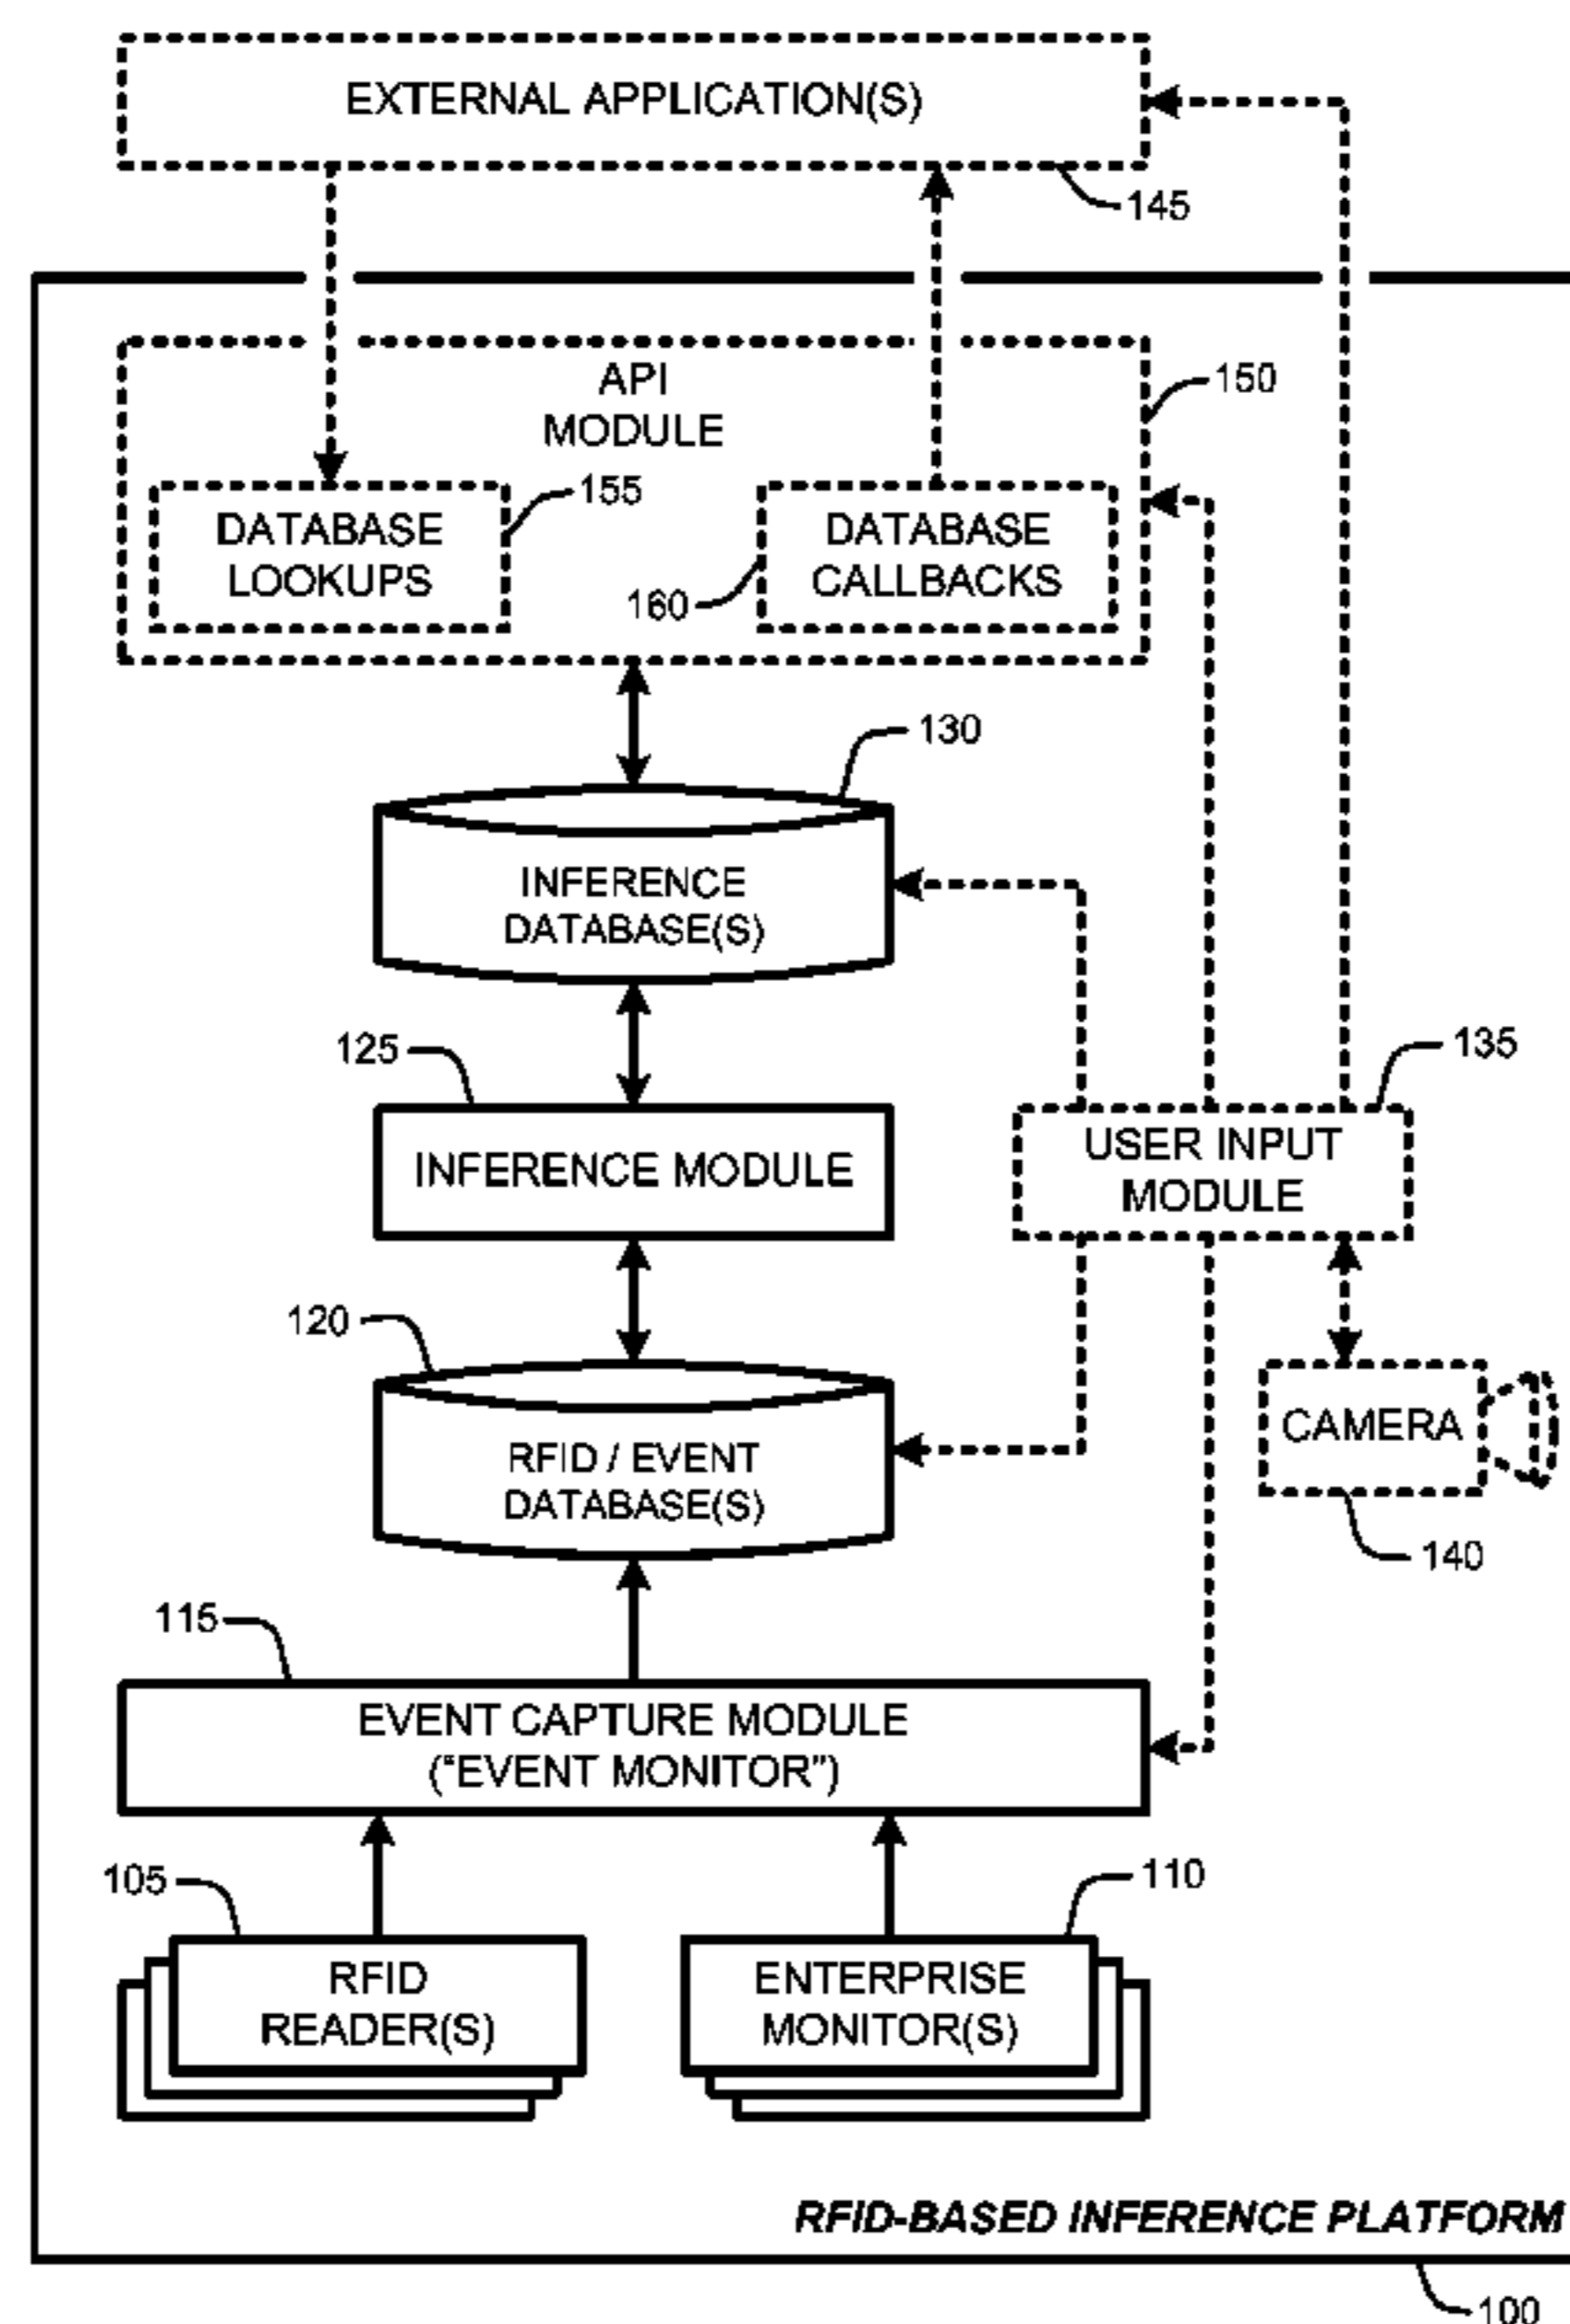 EXTERNAL APPLICATION(S)
145
API
MODULE
150
155
DATABASE
LOOKUPS
160
DATABASE
CALLBACKS
130
INFERENCE
DATABASE(S)
125
135
INFERENCE MODULE
USER INPUT
MODULE
120
RFID / EVENT
DATABASE(S)
CAMERA
140
115
EVENT CAPTURE MODULE
("EVENT MONITOR")
105
110
RFID
READER(S)
ENTERPRISE
MONITOR(S)
RFID-BASED INFERENCE PLATFORM
100